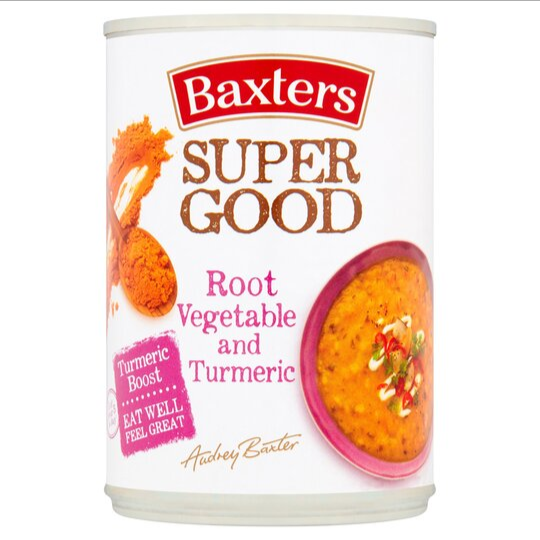 Baxters
SUPER
GOOD
Root
Vegetable
and
Turmeric
Turmeric
Boost
EAT WELL
FEEL GREAT
Audrey Baxter